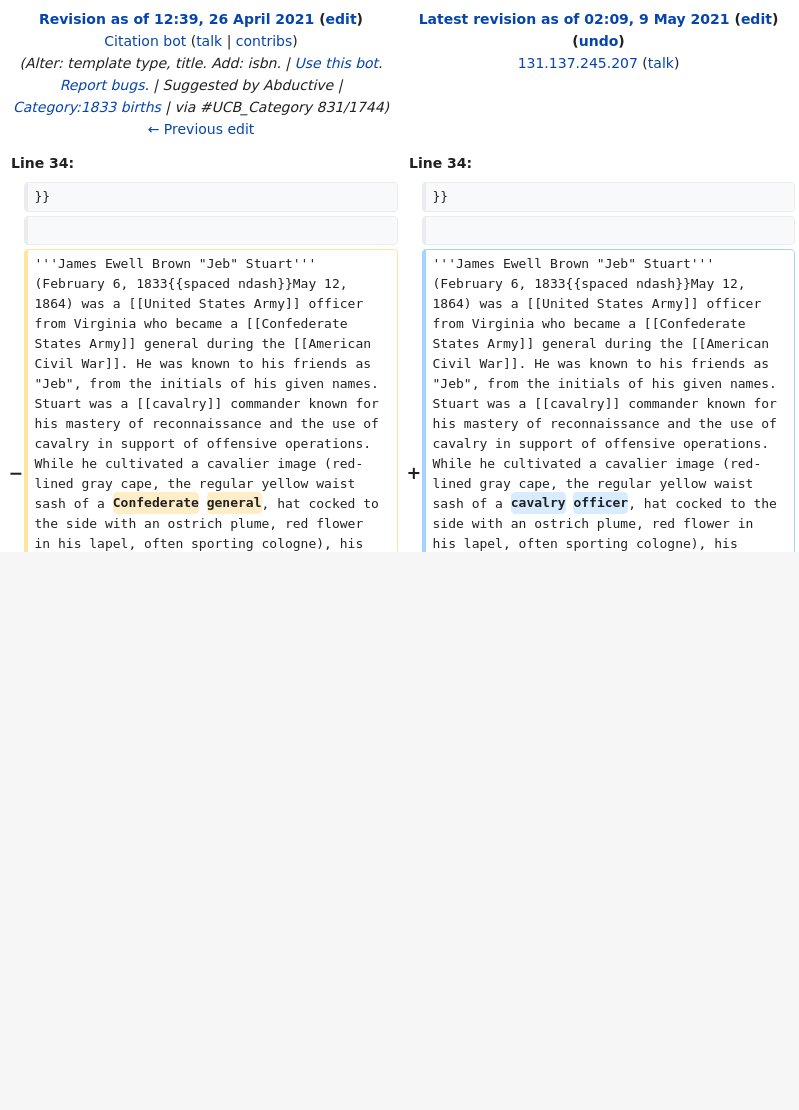 Revision as of 12:39, 26 April 2021 (edit)
Citation bot (talk | contribs)
(Alter: template type, title. Add: isbn. | Use this bot.
Report bugs. | Suggested by Abductive |
Category:1833 births | via #UCB_Category 831/1744)
← Previous edit
Line 34:
}}
'''James Ewell Brown "Jeb" Stuart'''
(February 6, 1833{{spaced ndash}}May 12,
1864) was a [[United States Army]] officer
from Virginia who became a [[Confederate
States Army]] general during the [[American
Civil War]]. He was known to his friends as
"Jeb", from the initials of his given names.
Stuart was a [[cavalry]] commander known for
his mastery of reconnaissance and the use of
cavalry in support of offensive operations.
While he cultivated a cavalier image (red-
− lined gray cape, the regular yellow waist
sash of a Confederate general, hat cocked to
the side with an ostrich plume, red flower
in his lapel, often sporting cologne), his
Latest revision as of 02:09, 9 May 2021 (edit)
(undo)
131.137.245.207 (talk)
Line 34:
}}
'''James Ewell Brown "Jeb" Stuart'''
(February 6, 1833{{spaced ndash}}May 12,
1864) was a [[United States Army]] officer
from Virginia who became a [[Confederate
States Army]] general during the [[American
Civil War]]. He was known to his friends as
"Jeb", from the initials of his given names.
Stuart was a [[cavalry]] commander known for
his mastery of reconnaissance and the use of
cavalry in support of offensive operations.
While he cultivated a cavalier image (red-
+ lined gray cape, the regular yellow waist
sash of a cavalry officer, hat cocked to the
side with an ostrich plume, red flower in
his lapel, often sporting cologne), his